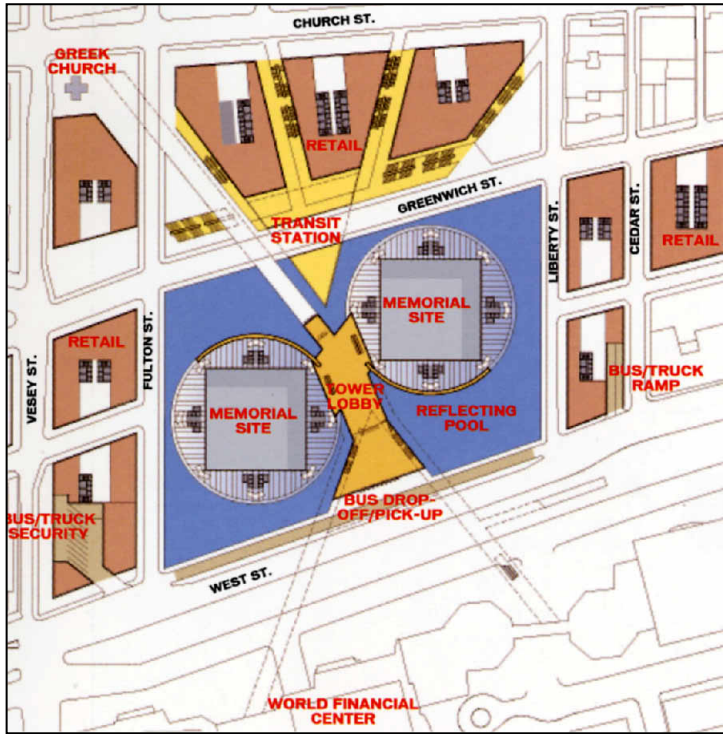 CHURCH ST.
GREEK
CHURCH
RETAIL
GREENWICH ST.
TRANSIT
STATION
LIBERTY ST.
CEDAR ST.
RETAIL
MEMORIAL
SITE
FULTON ST.
VESEY ST.
RETAIL
BUS/TRUCK
RAMP
TOWER
LOBBY
MEMORIAL
SITE
REFLECTING
POOL
BUS DROP-
OFF/PICK-UP
BUS/TRUCK
SECURITY
WEST ST.
WORLD FINANCIAL
CENTER